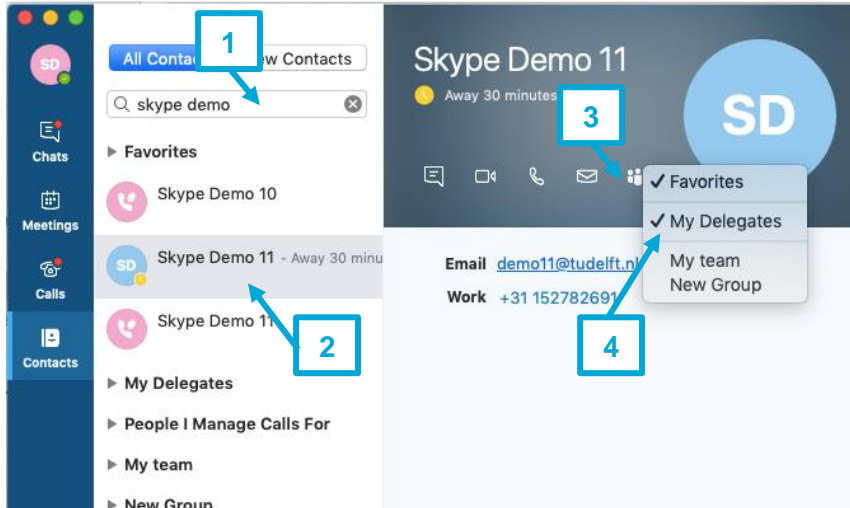 SD
Chats
Meetings
Calls
Contacts
1
All Conta
ew Contacts
skype demo
Favorites
Skype Demo 10
SD
Skype Demo 11 - Away 30 minu
Skype Demo 11
2
My Delegates
People I Manage Calls For
My team
New Group
Skype Demo 11
Away 30 minutes
SD
3
Favorites
My Delegates
My team
New Group
Email demo11@tudelft.nl
Work +31 152782691
4